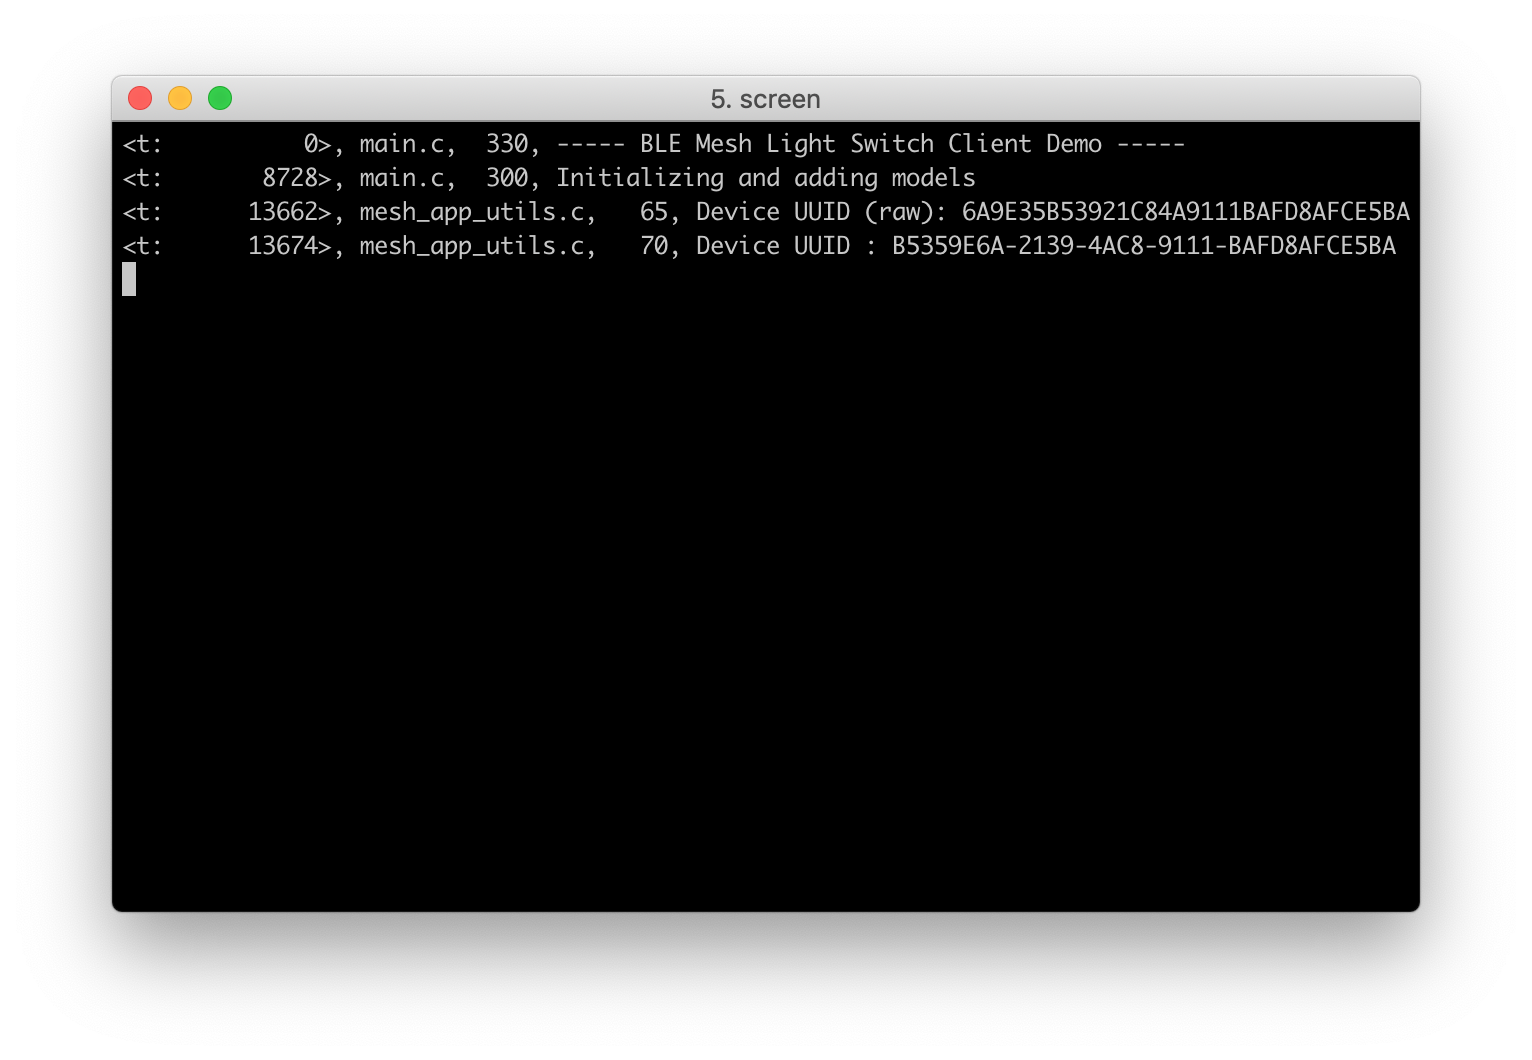 5. screen
<t:          0>, main.c,  330, ----- BLE Mesh Light Switch Client Demo -----
<t:       8728>, main.c,  300, Initializing and adding models
<t:      13662>, mesh_app_utils.c,   65, Device UUID (raw): 6A9E35B53921C84A9111BAFD8AFCE5BA
<t:      13674>, mesh_app_utils.c,   70, Device UUID : B5359E6A-2139-4AC8-9111-BAFD8AFCE5BA